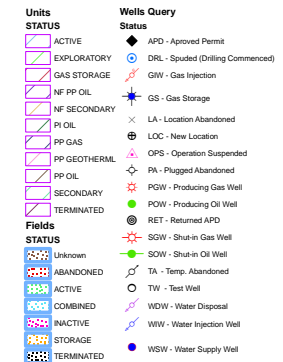 Units
STATUS
ACTIVE
EXPLORATORY
GAS STORAGE
NF PP OIL
NF SECONDARY
PI OIL
PP GAS
PP GEOTHERML
PP OIL
SECONDARY
TERMINATED
Fields
STATUS
Unknown
ABANDONED
ACTIVE
COMBINED
INACTIVE
STORAGE
TERMINATED
Wells Query
Status
APD - Aproved Permit
DRL - Spuded (Drilling Commenced)
GIW - Gas Injection
GS - Gas Storage
LA - Location Abandoned
LOC - New Location
OPS - Operation Suspended
PA - Plugged Abandoned
PGW - Producing Gas Well
POW - Producing Oil Well
RET - Returned APD
SGW - Shut-in Gas Well
SOW - Shut-in Oil Well
TA - Temp. Abandoned
TW - Test Well
WDW - Water Disposal
WIW - Water Injection Well
WSW - Water Supply Well